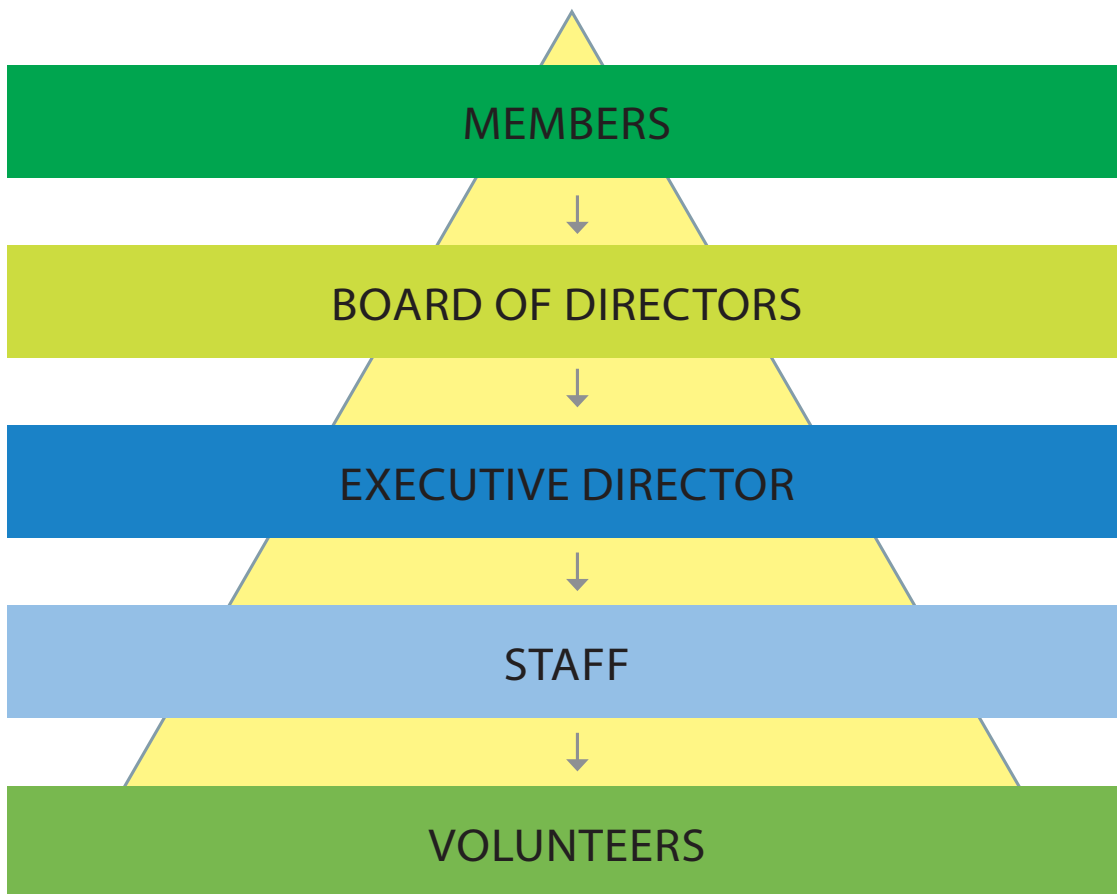 MEMBERS
BOARD OF DIRECTORS
EXECUTIVE DIRECTOR
STAFF
VOLUNTEERS